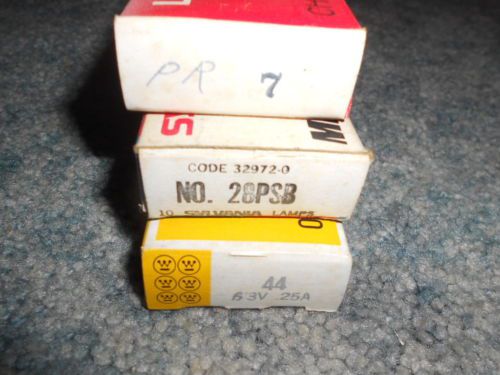 PR 7
CODE 32972-0
NO. 28PSB
10 SYLVANIA LAMPS
44
6.3V .25A